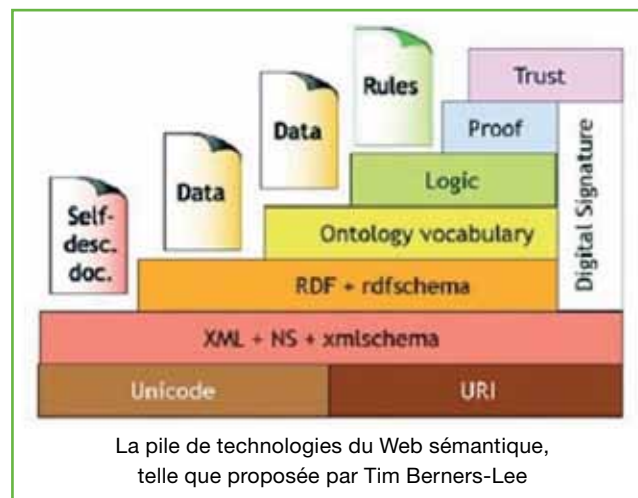 Trust
Rules
Proof
Data
Logic
Digital Signature
Data
Self-
desc.
doc.
Ontology vocabulary
RDF + rdfschema
XML + NS + xmlschema
Unicode
URI
La pile de technologies du Web sémantique,
telle que proposée par Tim Berners-Lee